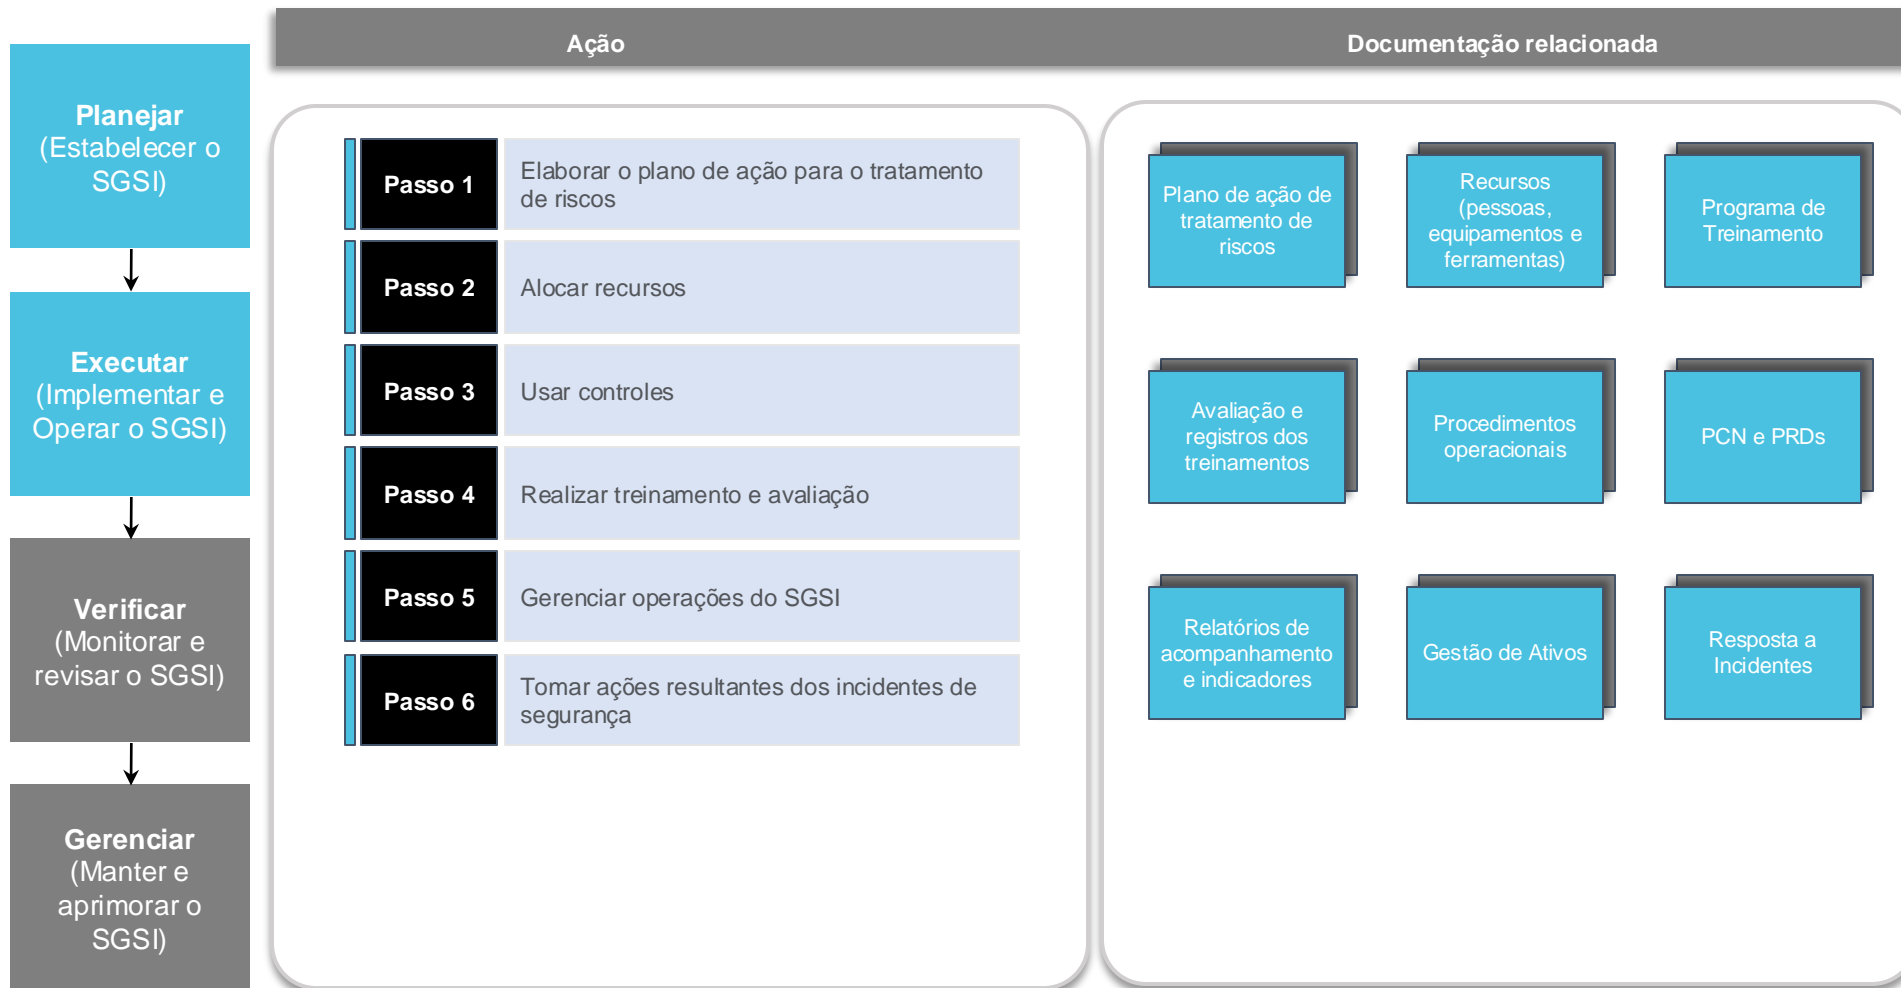 Ação
Documentação relacionada
Planejar
(Estabelecer o
SGSI)
Executar
(Implementar e
Operar o SGSI)
Verificar
(Monitorar e
revisar o SGSI)
Gerenciar
(Manter e
aprimorar o
SGSI)
Passo 1
Elaborar o plano de ação para o tratamento
de riscos
Passo 2
Alocar recursos
Passo 3
Usar controles
Passo 4
Realizar treinamento e avaliação
Passo 5
Gerenciar operações do SGSI
Passo 6
Tomar ações resultantes dos incidentes de
segurança
Plano de ação de
tratamento de
riscos
Recursos
(pessoas,
equipamentos e
ferramentas)
Programa de
Treinamento
Avaliação e
registros dos
treinamentos
Procedimentos
operacionais
PCN e PRDs
Relatórios de
acompanhamento
e indicadores
Gestão de Ativos
Resposta a
Incidentes